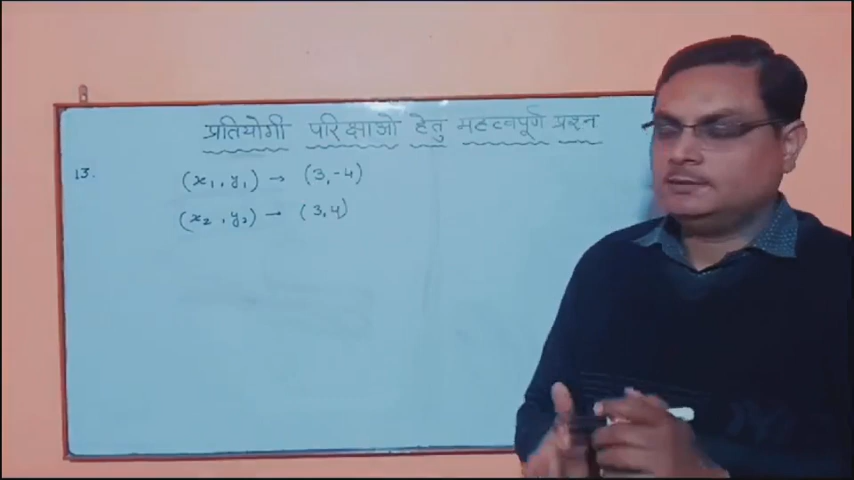 प्रतियोगी परिक्षाओ हेतु महत्वपूर्ण प्रश्न
13. (x₁, y₁) → (3, -4)
(x₂, y₂) → (3, 4)